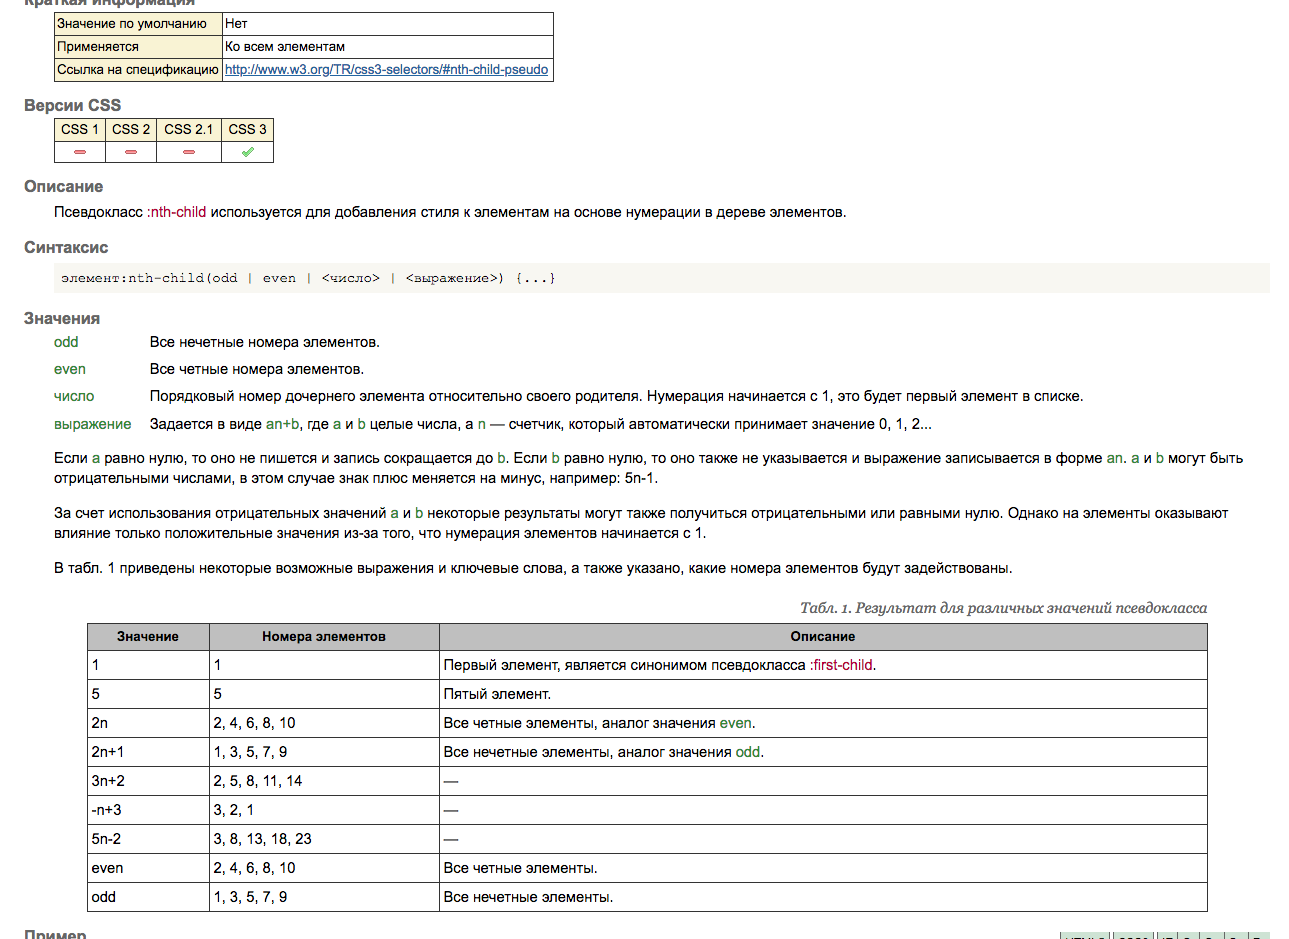 Краткая информация
Значение по умолчанию Нет
Применяется Ко всем элементам
Ссылка на спецификацию http://www.w3.org/TR/css3-selectors/#nth-child-pseudo
Версии CSS
CSS 1 CSS 2 CSS 2.1 CSS 3
Описание
Псевдокласс :nth-child используется для добавления стиля к элементам на основе нумерации в дереве элементов.
Синтаксис
элемент:nth-child(odd | even | <число> | <выражение>) {...}
Значения
odd Все нечетные номера элементов.
even Все четные номера элементов.
число Порядковый номер дочернего элемента относительно своего родителя. Нумерация начинается с 1, это будет первый элемент в списке.
выражение Задается в виде an+b, где a и b целые числа, а n — счетчик, который автоматически принимает значение 0, 1, 2...
Если a равно нулю, то оно не пишется и запись сокращается до b. Если b равно нулю, то оно также не указывается и выражение записывается в форме an. a и b могут быть
отрицательными числами, в этом случае знак плюс меняется на минус, например: 5n-1.
За счет использования отрицательных значений a и b некоторые результаты могут также получиться отрицательными или равными нулю. Однако на элементы оказывают
влияние только положительные значения из-за того, что нумерация элементов начинается с 1.
В табл. 1 приведены некоторые возможные выражения и ключевые слова, а также указано, какие номера элементов будут задействованы.
Табл. 1. Результат для различных значений псевдокласса
Значение Номера элементов Описание
1 1 Первый элемент, является синонимом псевдокласса :first-child.
5 5 Пятый элемент.
2n 2, 4, 6, 8, 10 Все четные элементы, аналог значения even.
2n+1 1, 3, 5, 7, 9 Все нечетные элементы, аналог значения odd.
3n+2 2, 5, 8, 11, 14 —
-n+3 3, 2, 1 —
5n-2 3, 8, 13, 18, 23 —
even 2, 4, 6, 8, 10 Все четные элементы.
odd 1, 3, 5, 7, 9 Все нечетные элементы.
Пример